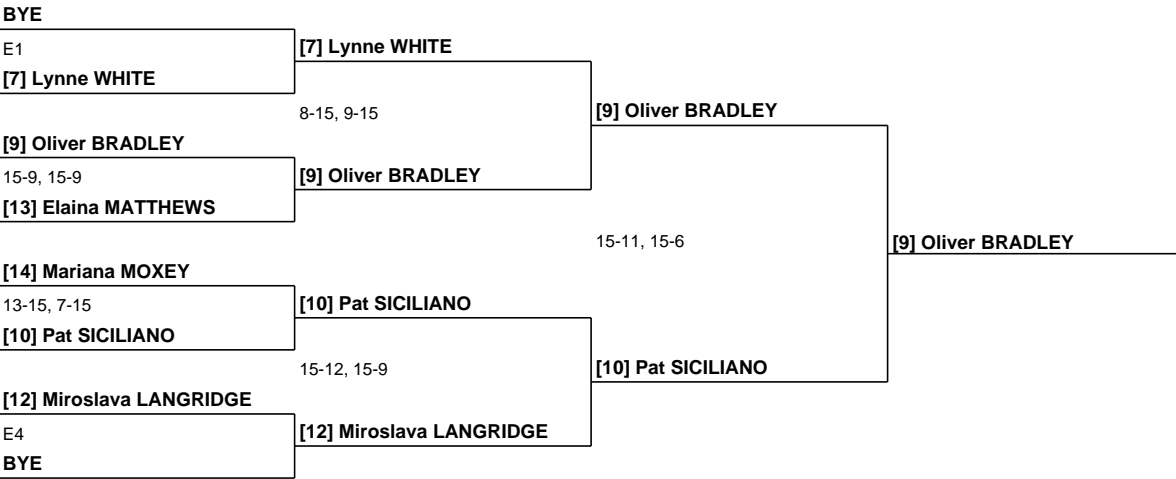 BYE
E1
[7] Lynne WHITE
[7] Lynne WHITE
8-15, 9-15
[9] Oliver BRADLEY
[9] Oliver BRADLEY
15-9, 15-9
[9] Oliver BRADLEY
[13] Elaina MATTHEWS
15-11, 15-6
[9] Oliver BRADLEY
[14] Mariana MOXEY
13-15, 7-15
[10] Pat SICILIANO
[10] Pat SICILIANO
15-12, 15-9
[10] Pat SICILIANO
[12] Miroslava LANGRIDGE
E4
[12] Miroslava LANGRIDGE
BYE